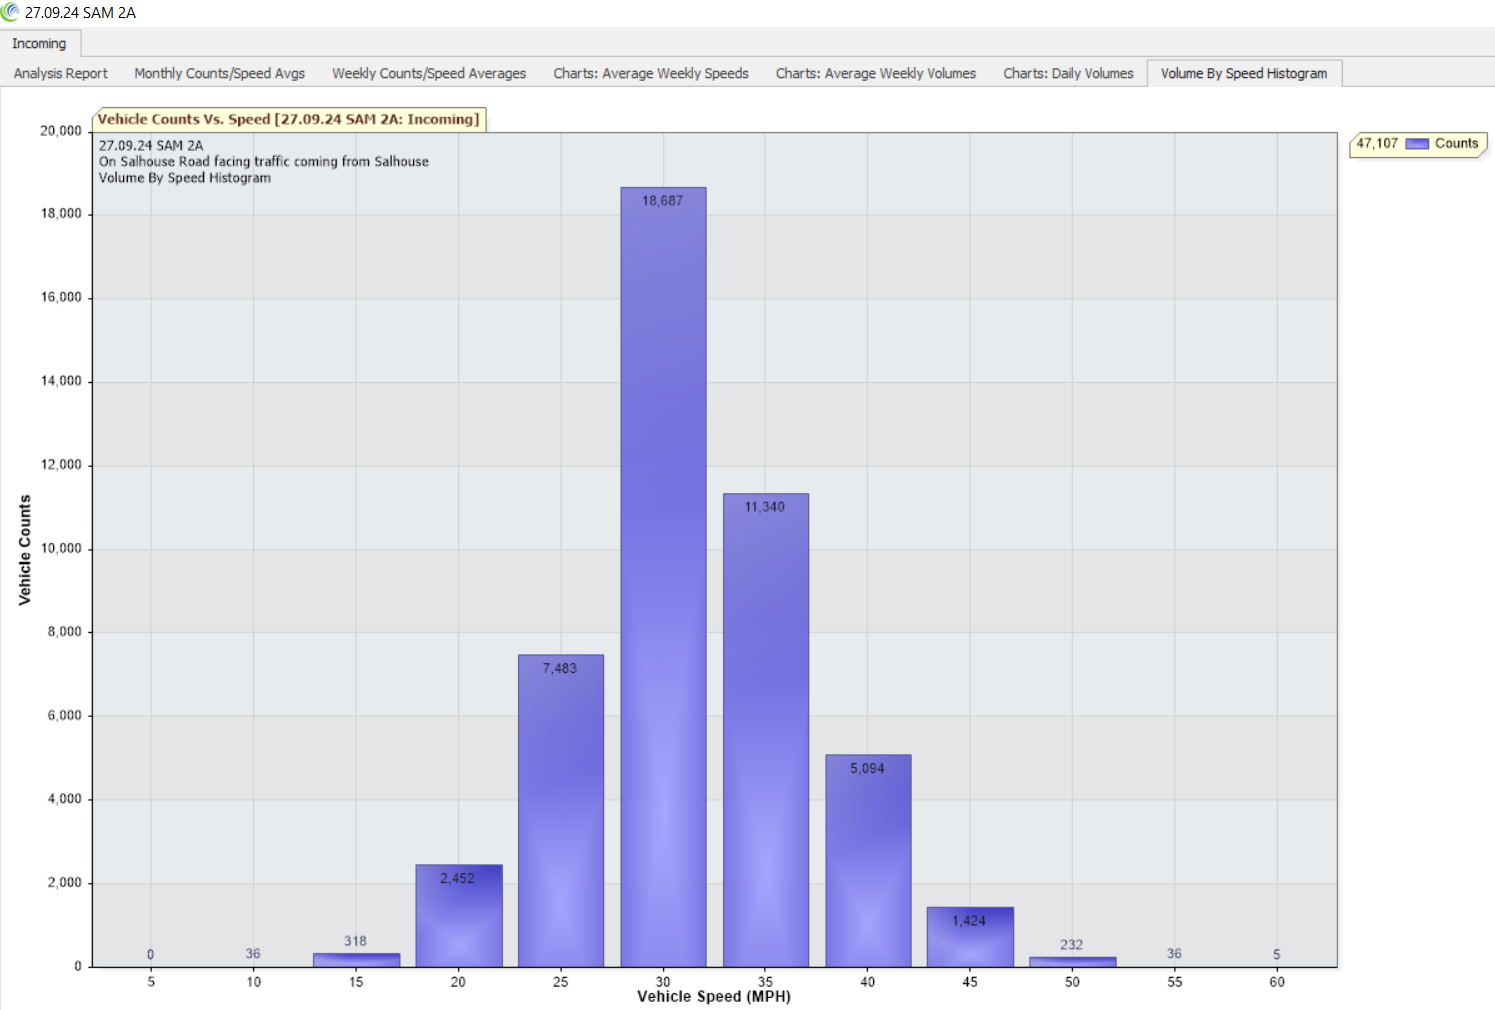 27.09.24 SAM 2A
Incoming
Analysis Report Monthly Counts/Speed Avgs Weekly Counts/Speed Averages Charts: Average Weekly Speeds Charts: Average Weekly Volumes Charts: Daily Volumes Volume By Speed Histogram
Vehicle Counts Vs. Speed [27.09.24 SAM 2A: Incoming]
27.09.24 SAM 2A
On Salhouse Road facing traffic coming from Salhouse
Volume By Speed Histogram
47,107 Counts
20,000
18,000
16,000
14,000
12,000
10,000
8,000
6,000
4,000
2,000
0
Vehicle Counts
0 36 318 2,452 7,483 18,687 11,340 5,094 1,424 232 36 5
5 10 15 20 25 30 35 40 45 50 55 60
Vehicle Speed (MPH)